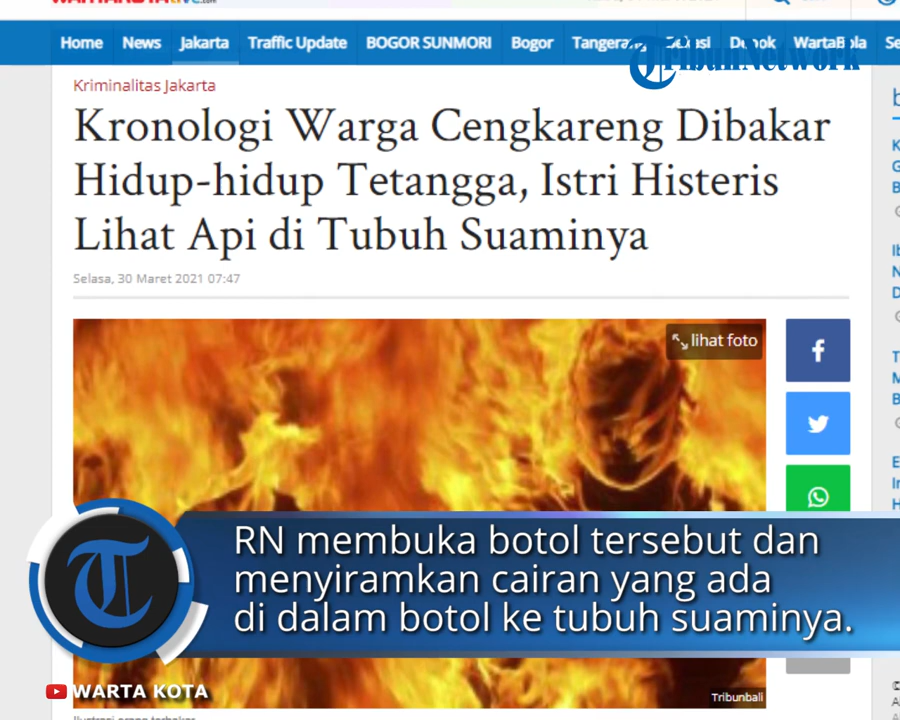 Home News Jakarta Traffic Update BOGOR SUNMORI Bogor
TribunNetwork
Kriminalitas Jakarta
Kronologi Warga Cengkareng Dibakar
Hidup-hidup Tetangga, Istri Histeris
Lihat Api di Tubuh Suaminya
Selasa, 30 Maret 2021 07:47
lihat foto
RN membuka botol tersebut dan
menyiramkan cairan yang ada
di dalam botol ke tubuh suaminya.
WARTA KOTA
Tribunbali